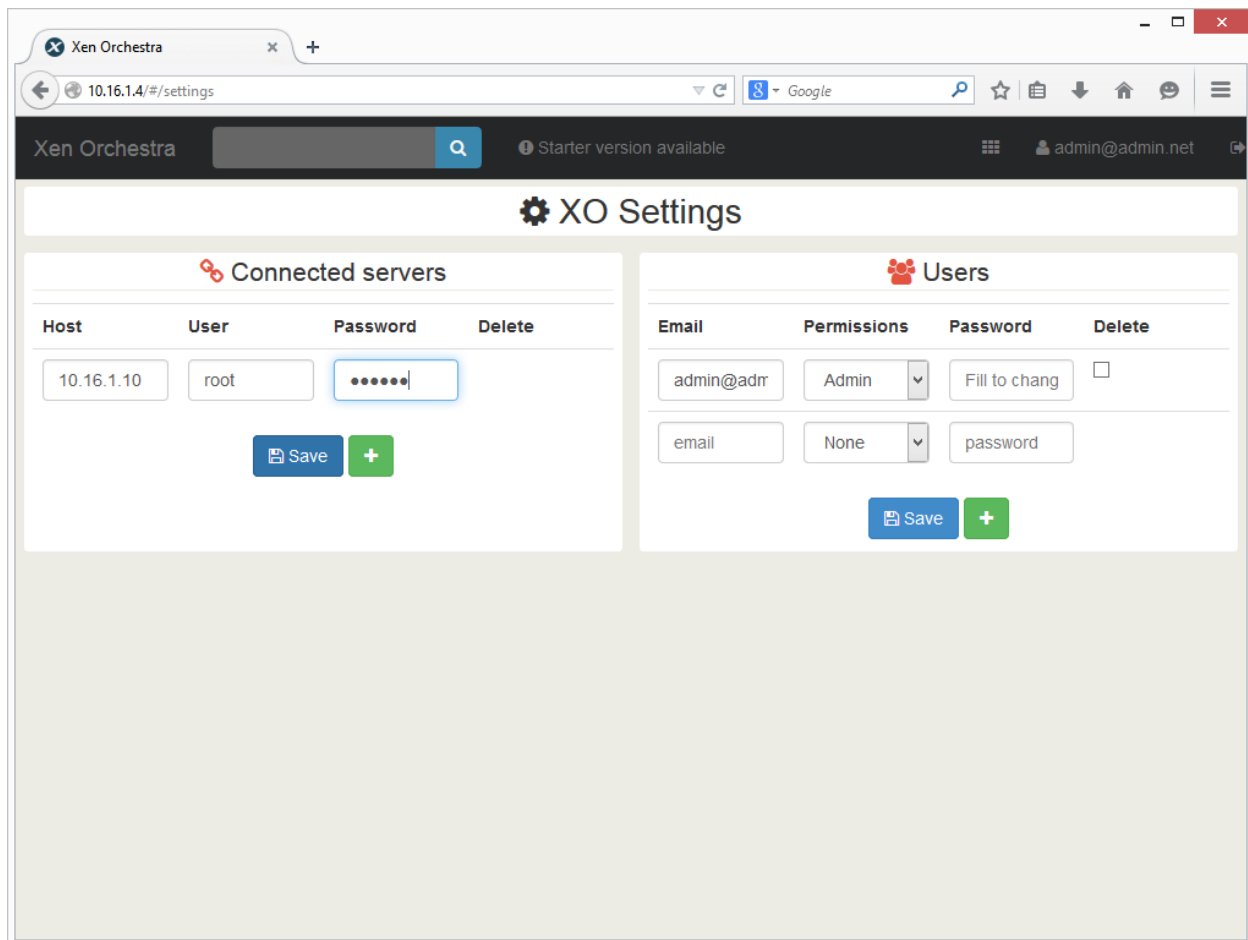 Xen Orchestra
10.16.1.4/#/settings
8 Google
Xen Orchestra
Starter version available
admin@admin.net
XO Settings
Connected servers
Host User Password Delete
10.16.1.10 root ••••••
Save +
Users
Email Permissions Password Delete
admin@adm Admin Fill to chang
email None password
Save +